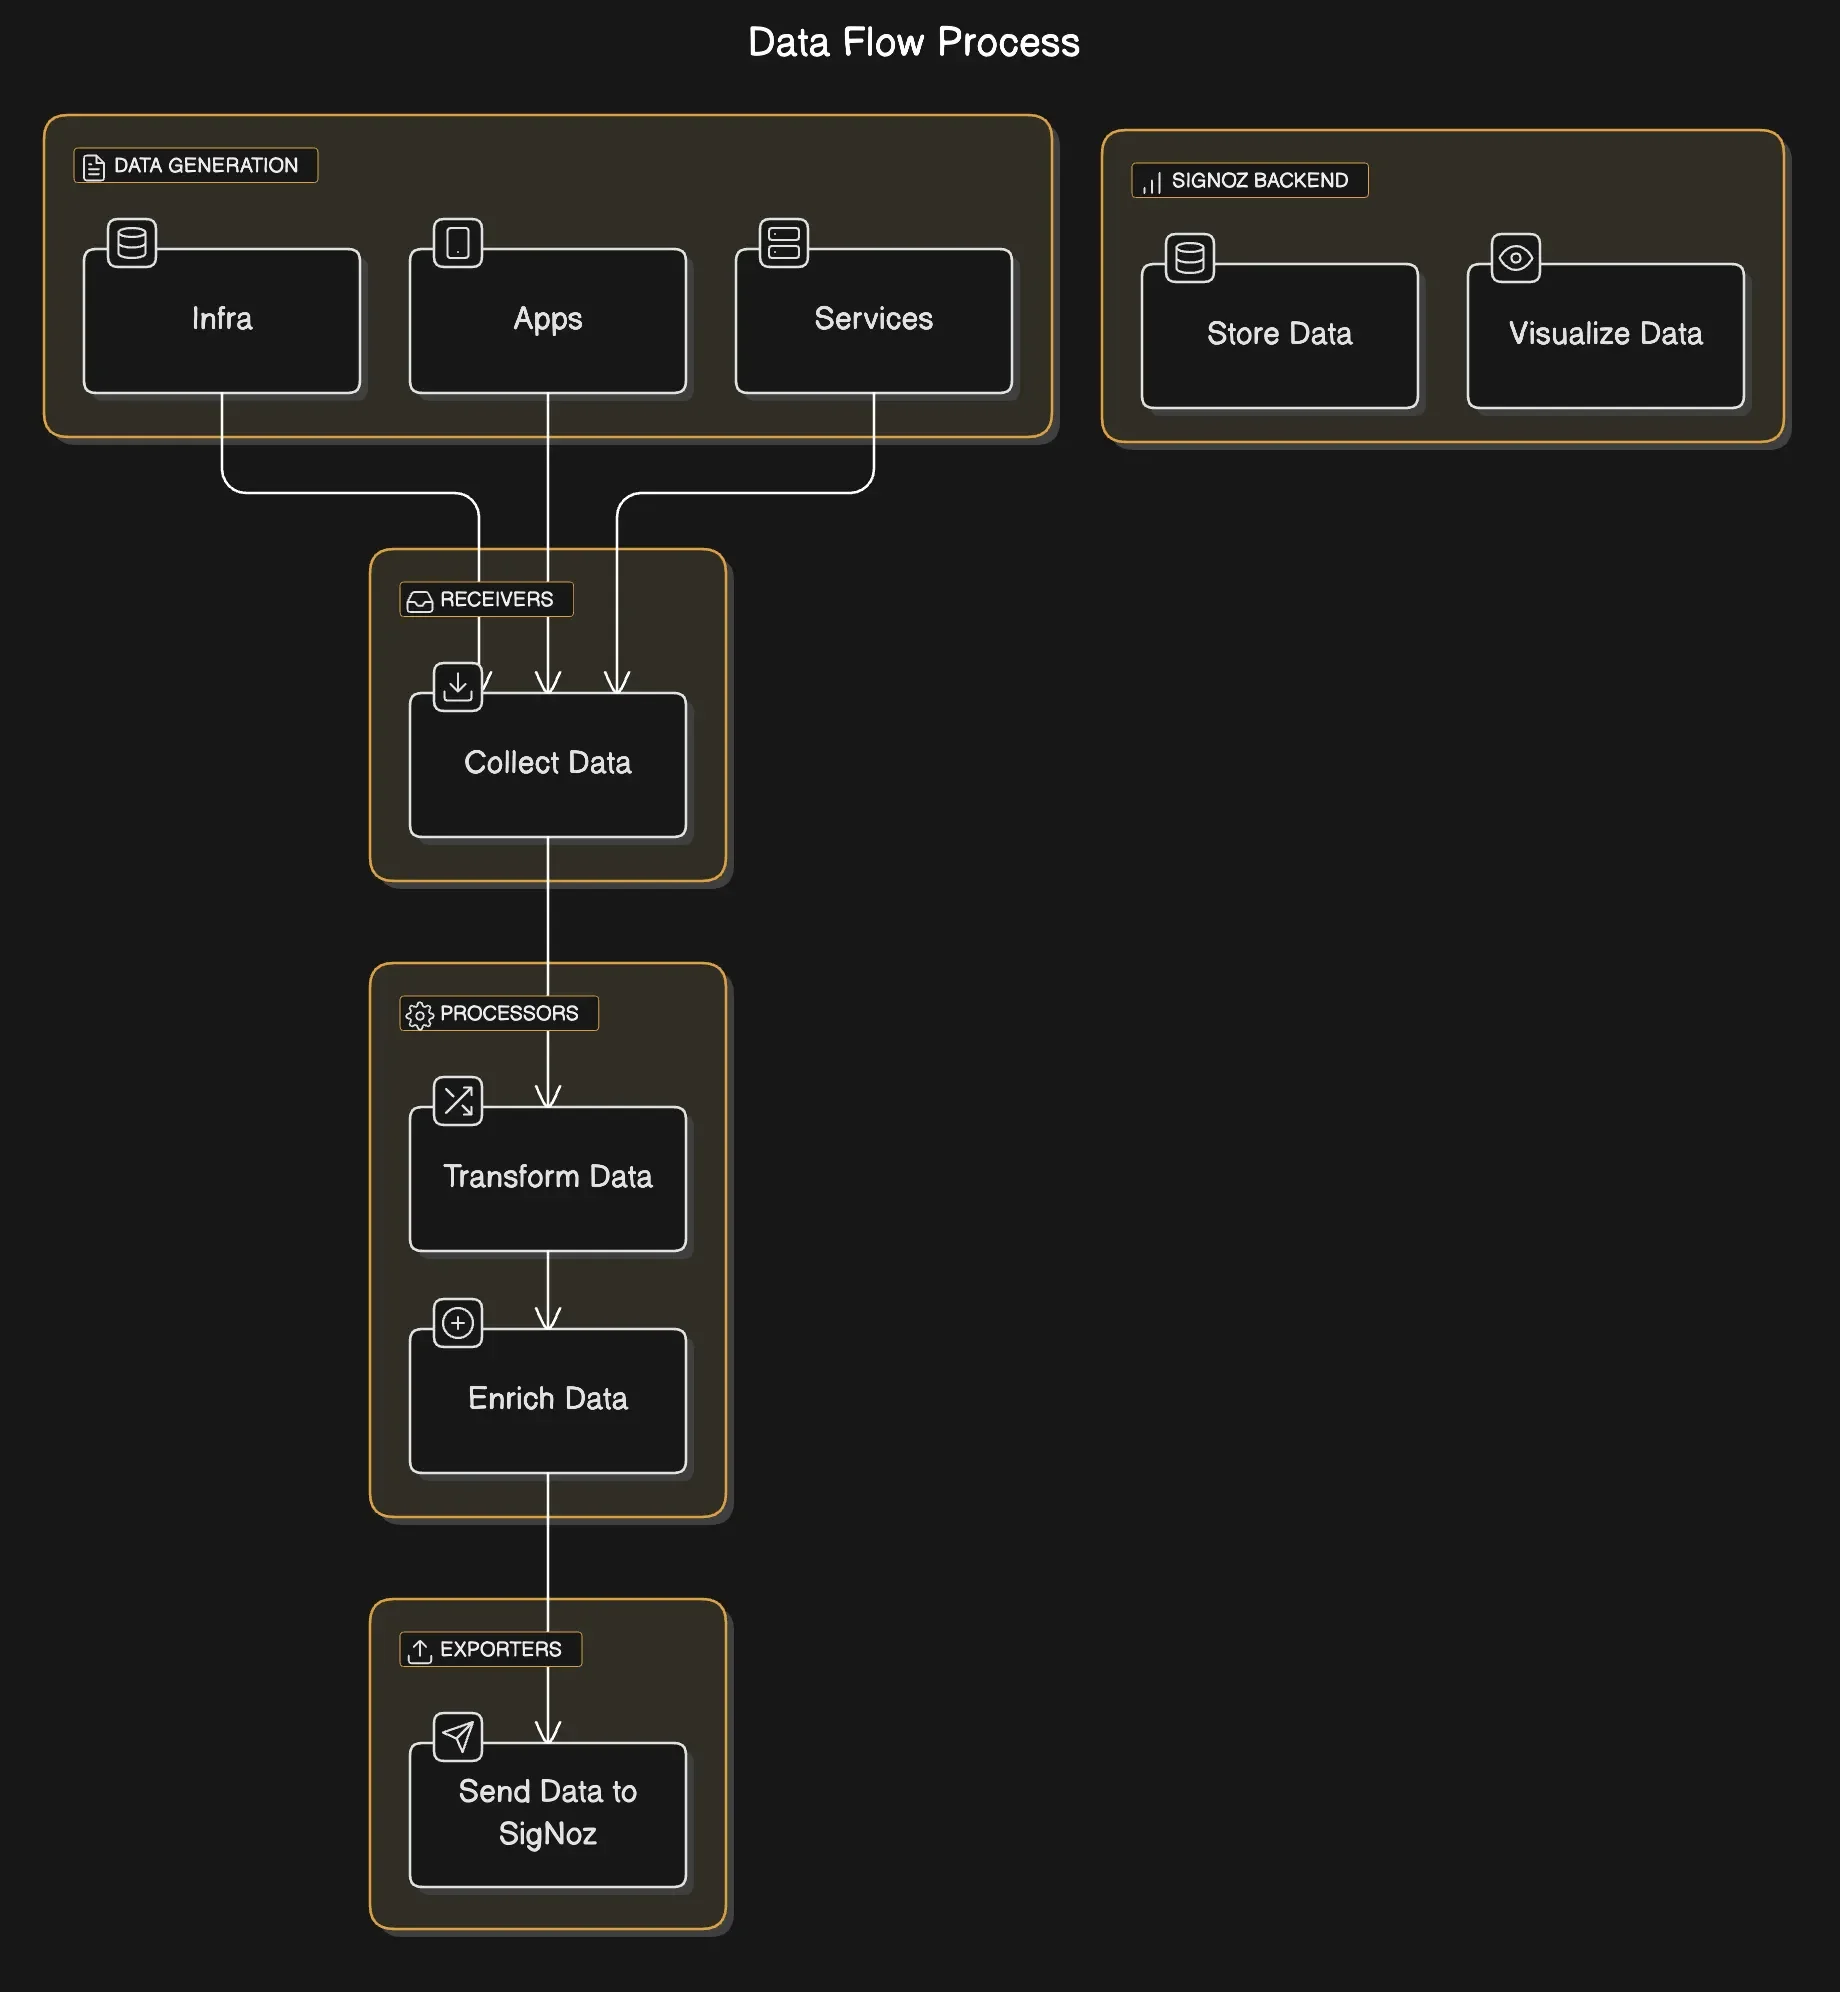 Data Flow Process
DATA GENERATION
Infra
Apps
Services
SIGNOZ BACKEND
Store Data
Visualize Data
RECEIVERS
Collect Data
PROCESSORS
Transform Data
Enrich Data
EXPORTERS
Send Data to
SigNoz